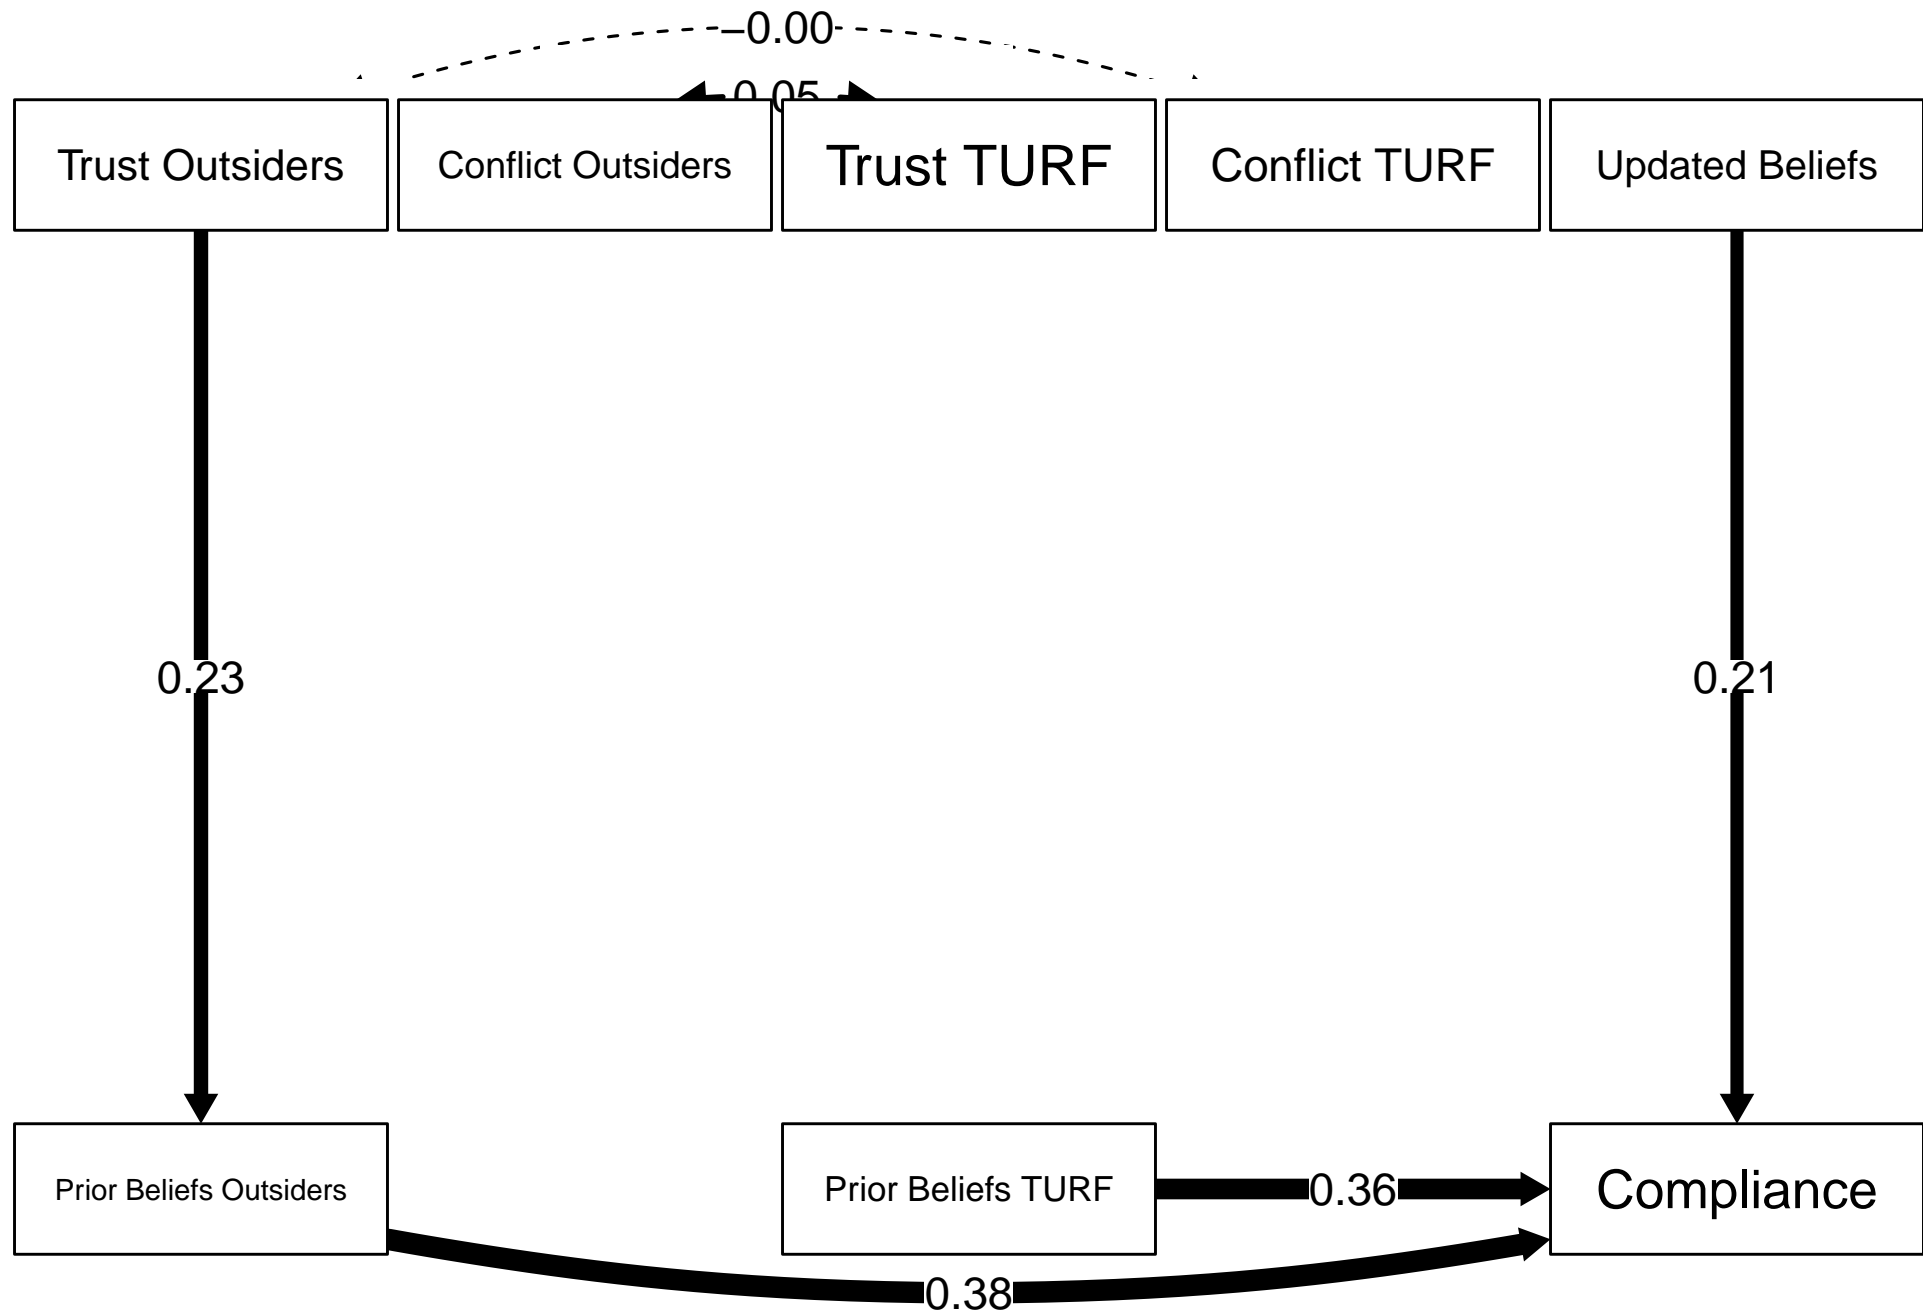 –0.00
0.05
Trust Outsiders
Conflict Outsiders
Trust TURF
Conflict TURF
Updated Beliefs
0.23
0.21
Prior Beliefs Outsiders
Prior Beliefs TURF
0.36
Compliance
0.38